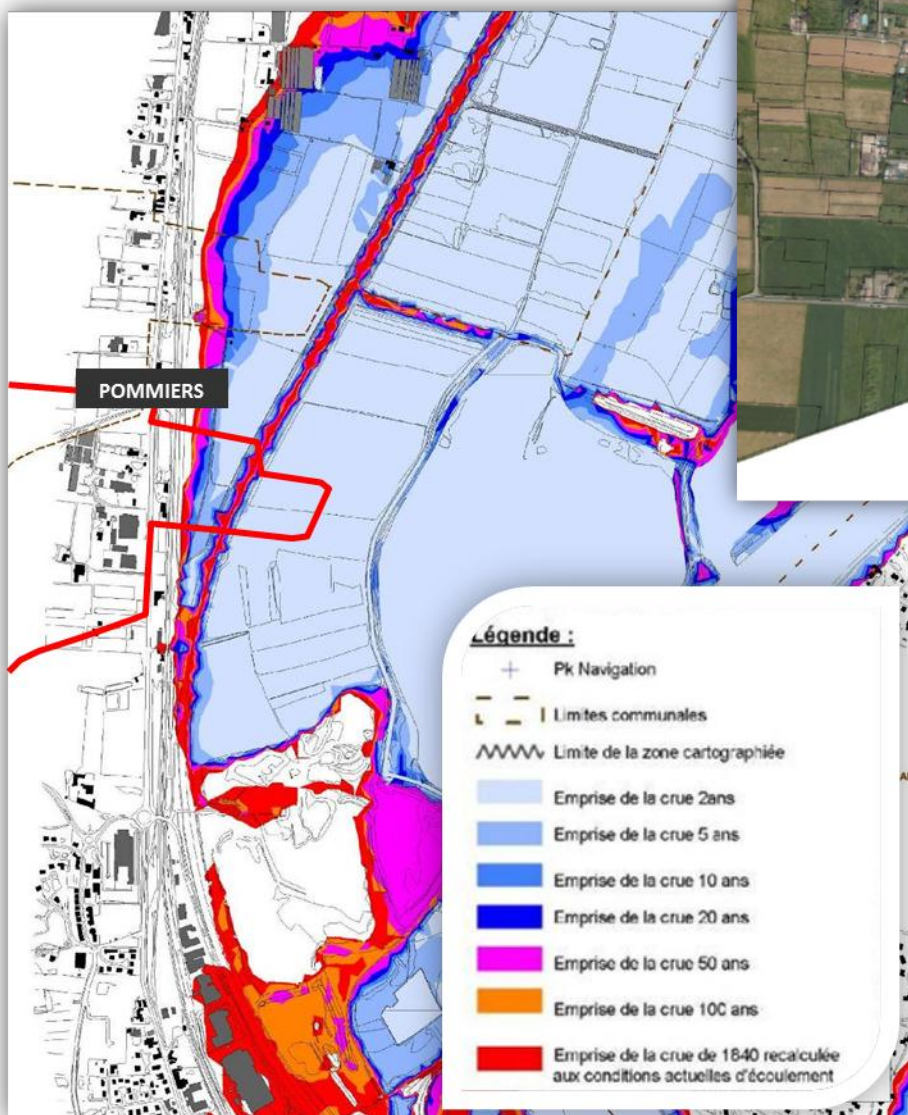 POMMIERS
Légende :
Pk Navigation
Limites communales
Limite de la zone cartographiée
Emprise de la crue 2ans
Emprise de la crue 5 ans
Emprise de la crue 10 ans
Emprise de la crue 20 ans
Emprise de la crue 50 ans
Emprise de la crue 100 ans
Emprise de la crue de 1840 recalculée
aux conditions actuelles d'écoulement